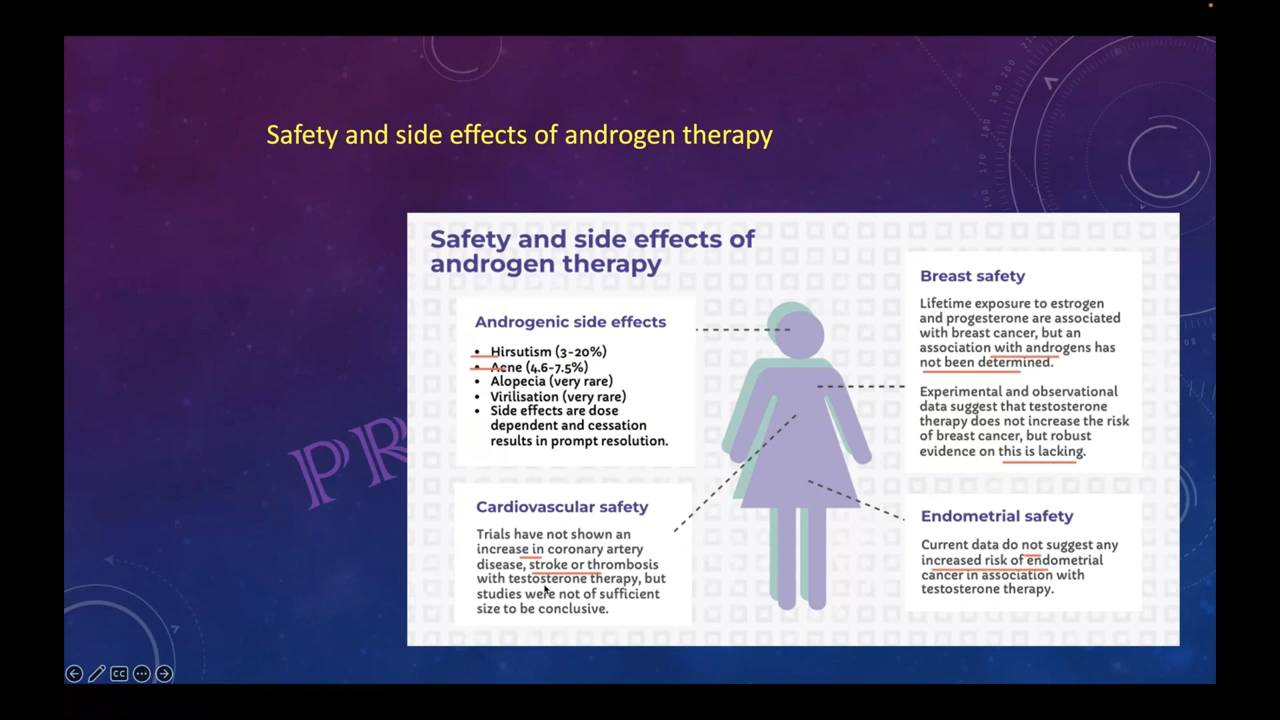 Safety and side effects of androgen therapy
Safety and side effects of
androgen therapy
Androgenic side effects
• Hirsutism (3-20%)
• Acne (4.6-7.5%)
• Alopecia (very rare)
• Virilisation (very rare)
• Side effects are dose
dependent and cessation
results in prompt resolution.
Cardiovascular safety
Trials have not shown an
increase in coronary artery
disease, stroke or thrombosis
with testosterone therapy, but
studies were not of sufficient
size to be conclusive.
Breast safety
Lifetime exposure to estrogen
and progesterone are associated
with breast cancer, but an
association with androgens has
not been determined.
Experimental and observational
data suggest that testosterone
therapy does not increase the risk
of breast cancer, but robust
evidence on this is lacking.
Endometrial safety
Current data do not suggest any
increased risk of endometrial
cancer in association with
testosterone therapy.
PR
CC
200
190
180
170
160